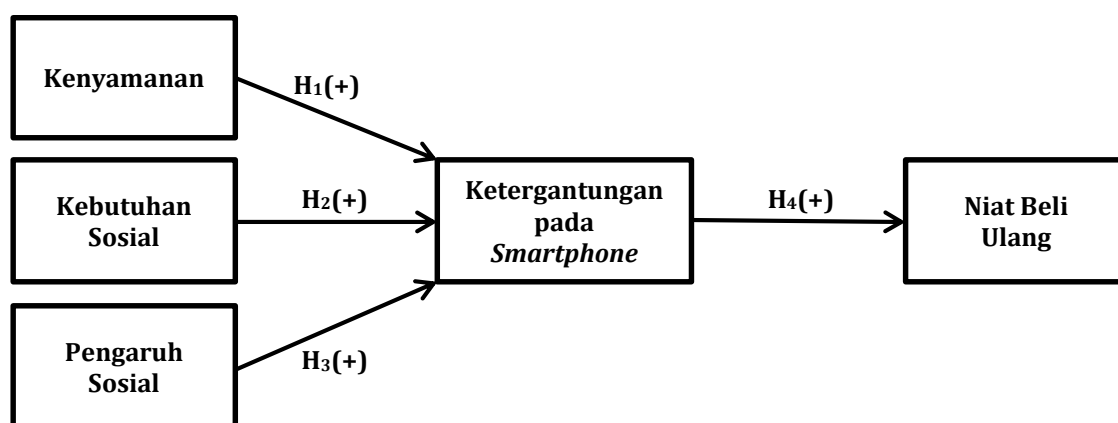 Kenyamanan
H₁(+)
Kebutuhan
Sosial
H₂(+)
Pengaruh
Sosial
H₃(+)
Ketergantungan
pada
Smartphone
H₄(+)
Niat Beli
Ulang